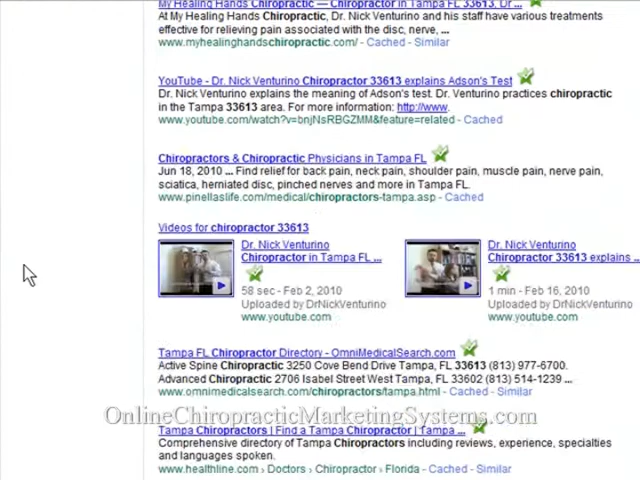 My Healing Hands Chiropractic — Chiropractor in Tampa FL 33613, Dr ...
At My Healing Hands Chiropractic, Dr. Nick Venturino and his staff have various treatments
effective for relieving pain associated with the disc, nerve, ...
www.myhealinghandschiropractic.com/ - Cached - Similar
YouTube - Dr. Nick Venturino Chiropractor 33613 explains Adson's Test
Dr. Nick Venturino explains the meaning of Adson's test. Dr. Venturino practices chiropractic
in the Tampa 33613 area. For more information: http://www.
www.youtube.com/watch?v=bnjNsRBGZMM&feature=related - Cached
Chiropractors & Chiropractic Physicians in Tampa FL
Jun 18, 2010 ... Find relief for back pain, neck pain, shoulder pain, muscle pain, nerve pain,
sciatica, herniated disc, pinched nerves and more in Tampa FL.
www.pinellaslife.com/medical/chiropractors-tampa.asp - Cached
Videos for chiropractor 33613
Dr. Nick Venturino
Chiropractor in Tampa FL ...
58 sec - Feb 2, 2010
Uploaded by DrNickVenturino
www.youtube.com
Dr. Nick Venturino
Chiropractor 33613 explains ...
1 min - Feb 16, 2010
Uploaded by DrNickVenturino
www.youtube.com
Tampa FL Chiropractor Directory - OmniMedicalSearch.com
Active Spine Chiropractic 3250 Cove Bend Drive Tampa, FL 33613 (813) 977-6700.
Advanced Chiropractic 2706 Isabel Street West Tampa, FL 33602 (813) 514-1239 ...
www.omnimedicalsearch.com/chiropractors/tampa.html - Cached
OnlineChiropracticMarketingSystems.com
Tampa Chiropractors | Find a Tampa Chiropractor | Tampa ...
Comprehensive directory of Tampa Chiropractors including reviews, experience, specialties
and languages spoken.
www.healthline.com › Doctors › Chiropractor › Florida - Cached - Similar